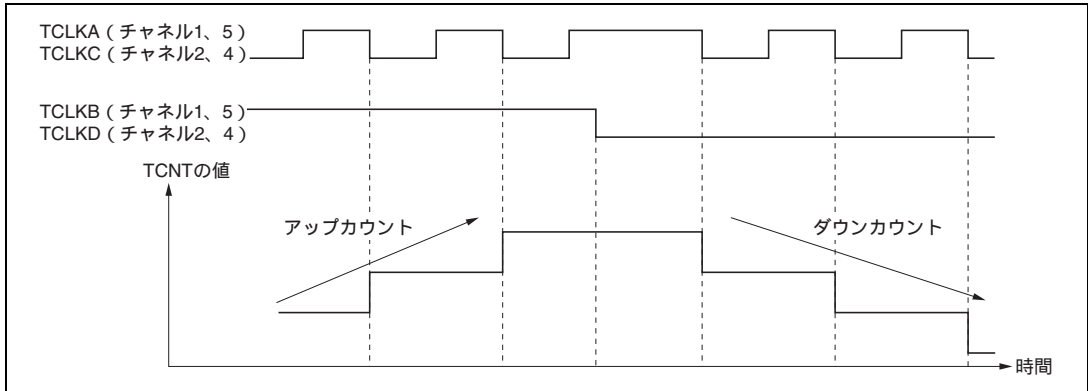 TCLKA（チャネル1、5）
TCLKC（チャネル2、4）
TCLKB（チャネル1、5）
TCLKD（チャネル2、4）
TCNTの値
アップカウント
ダウンカウント
時間